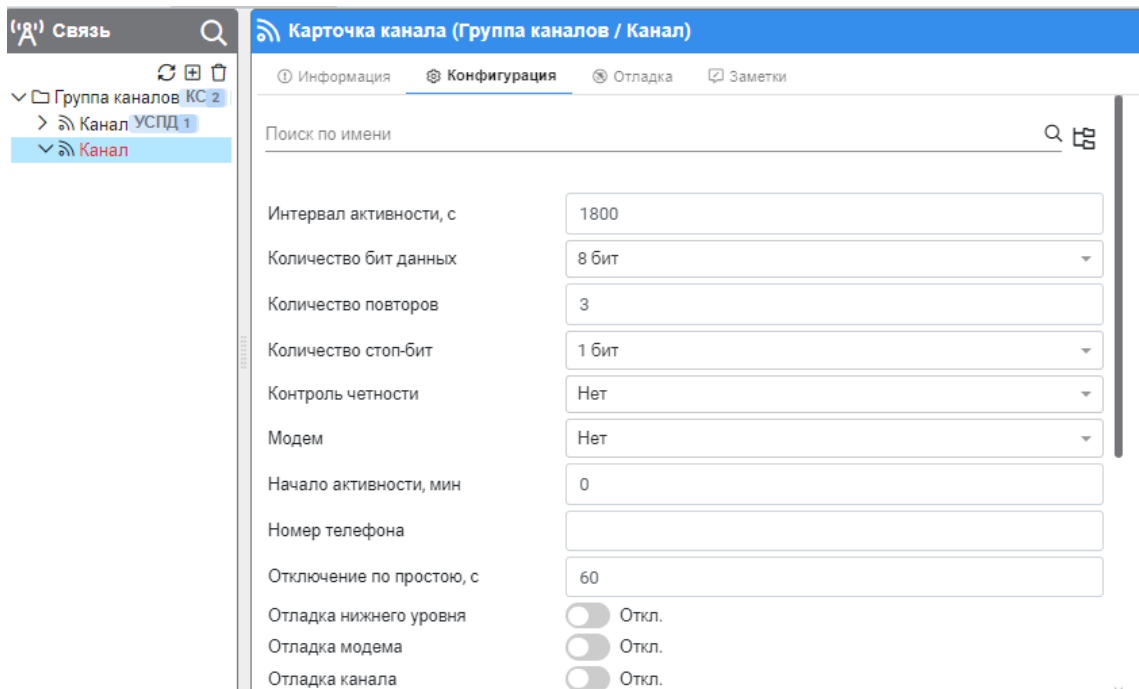 Связь
Карточка канала (Группа каналов / Канал)
Информация Конфигурация Отладка Заметки
Группа каналов КС 2
Канал УСПД 1
Канал
Поиск по имени
Интервал активности, с 1800
Количество бит данных 8 бит
Количество повторов 3
Количество стоп-бит 1 бит
Контроль четности Нет
Модем Нет
Начало активности, мин 0
Номер телефона
Отключение по простою, с 60
Отладка нижнего уровня Откл.
Отладка модема Откл.
Отладка канала Откл.